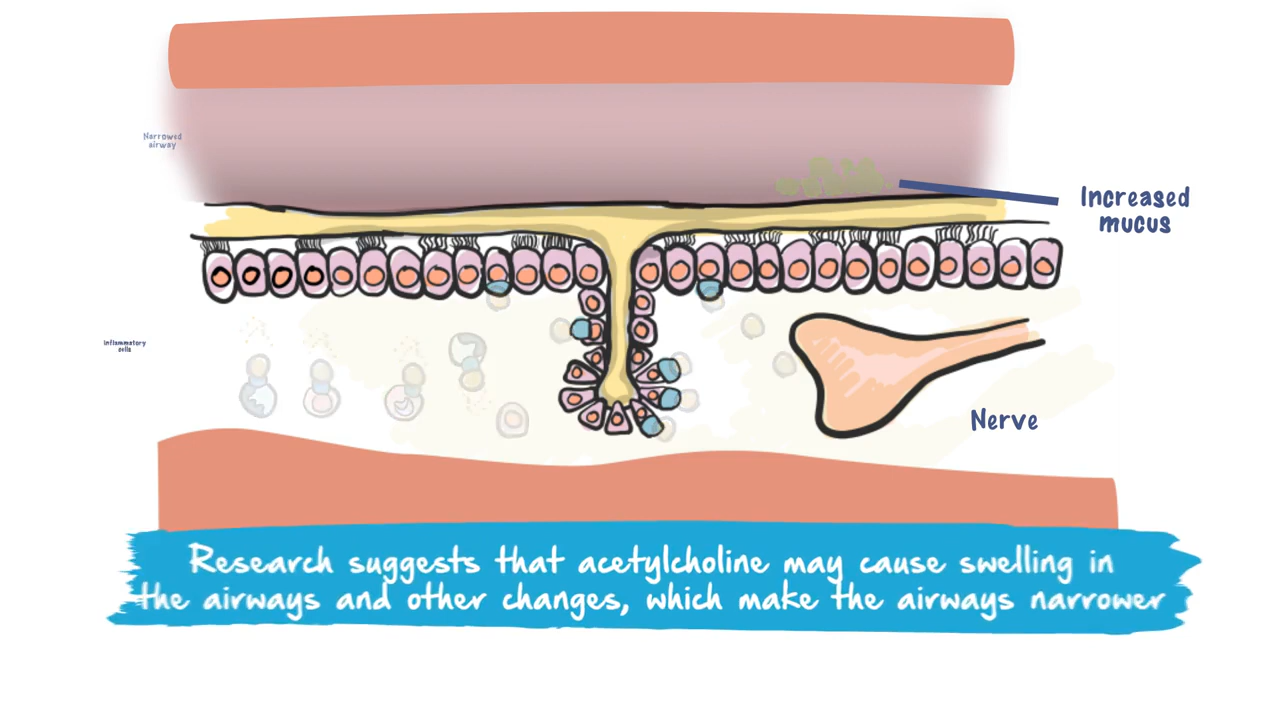 Narrowed
airway
Increased
mucus
Inflammatory
cells
Nerve
Research suggests that acetylcholine may cause swelling in
the airways and other changes, which make the airways narrower